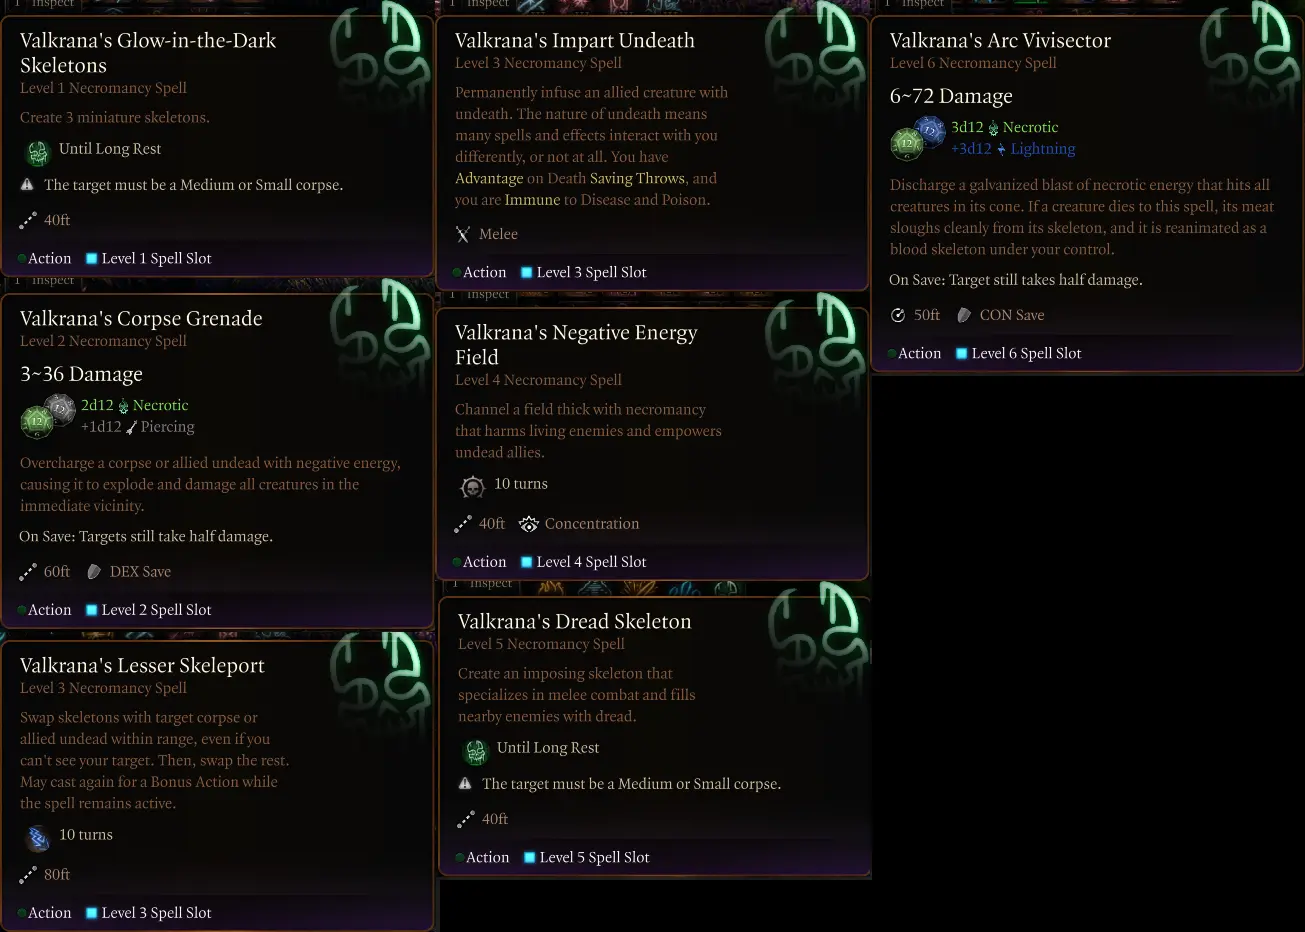 1 Inspect
Valkrana's Glow-in-the-Dark
Skeletons
Level 1 Necromancy Spell
Create 3 miniature skeletons.
Until Long Rest
The target must be a Medium or Small corpse.
40ft
Action Level 1 Spell Slot
1 Inspect
Valkrana's Corpse Grenade
Level 2 Necromancy Spell
3~36 Damage
2d12 Necrotic
+1d12 Piercing
Overcharge a corpse or allied undead with negative energy,
causing it to explode and damage all creatures in the
immediate vicinity.
On Save: Targets still take half damage.
60ft DEX Save
Action Level 2 Spell Slot
Valkrana's Lesser Skeleport
Level 3 Necromancy Spell
Swap skeletons with target corpse or
allied undead within range, even if you
can't see your target. Then, swap the rest.
May cast again for a Bonus Action while
the spell remains active.
10 turns
80ft
Action Level 3 Spell Slot
1 Inspect
Valkrana's Impart Undeath
Level 3 Necromancy Spell
Permanently infuse an allied creature with
undeath. The nature of undeath means
many spells and effects interact with you
differently, or not at all. You have
Advantage on Death Saving Throws, and
you are Immune to Disease and Poison.
Melee
Action Level 3 Spell Slot
1 Inspect
Valkrana's Negative Energy
Field
Level 4 Necromancy Spell
Channel a field thick with necromancy
that harms living enemies and empowers
undead allies.
10 turns
40ft Concentration
Action Level 4 Spell Slot
1 Inspect
Valkrana's Dread Skeleton
Level 5 Necromancy Spell
Create an imposing skeleton that
specializes in melee combat and fills
nearby enemies with dread.
Until Long Rest
The target must be a Medium or Small corpse.
40ft
Action Level 5 Spell Slot
1 Inspect
Valkrana's Arc Vivisector
Level 6 Necromancy Spell
6~72 Damage
3d12 Necrotic
+3d12 Lightning
Discharge a galvanized blast of necrotic energy that hits all
creatures in its cone. If a creature dies to this spell, its meat
sloughs cleanly from its skeleton, and it is reanimated as a
blood skeleton under your control.
On Save: Target still takes half damage.
50ft CON Save
Action Level 6 Spell Slot